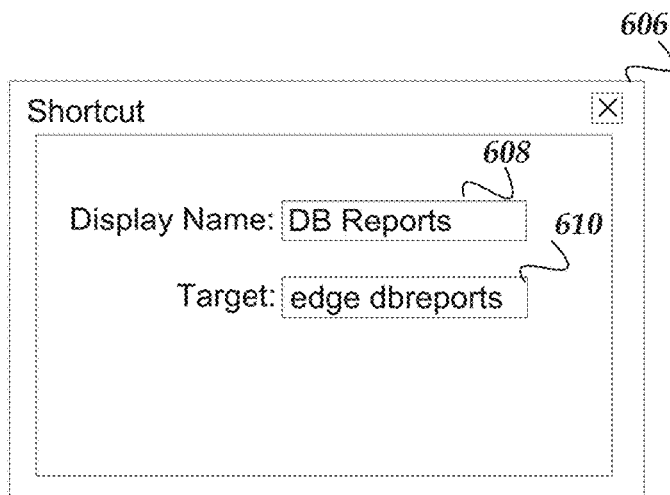 606
Shortcut
608
Display Name: DB Reports
610
Target: edge dbreports